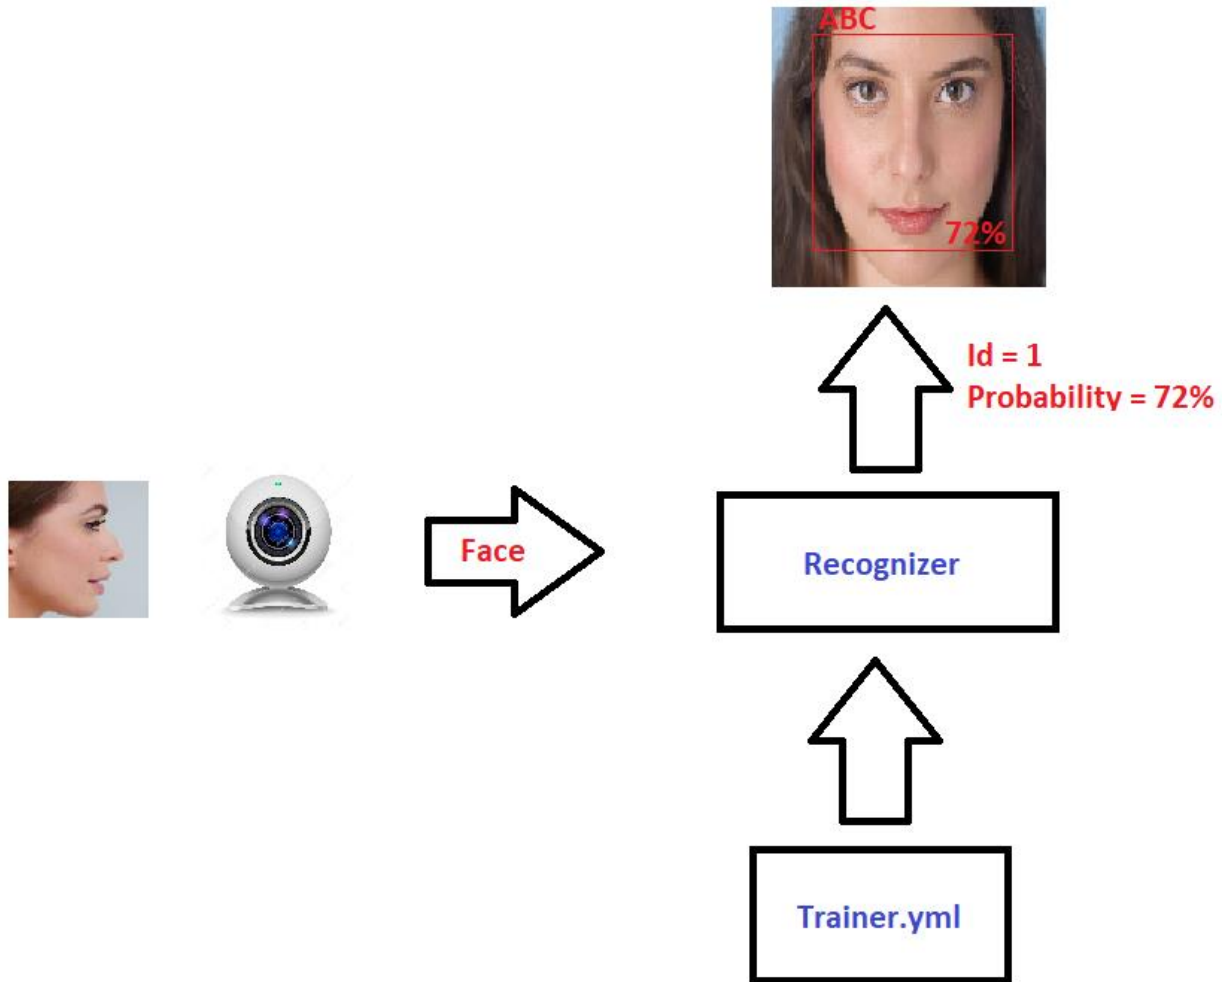 ABC
72%
Id = 1
Probability = 72%
Face
Recognizer
Trainer.yml